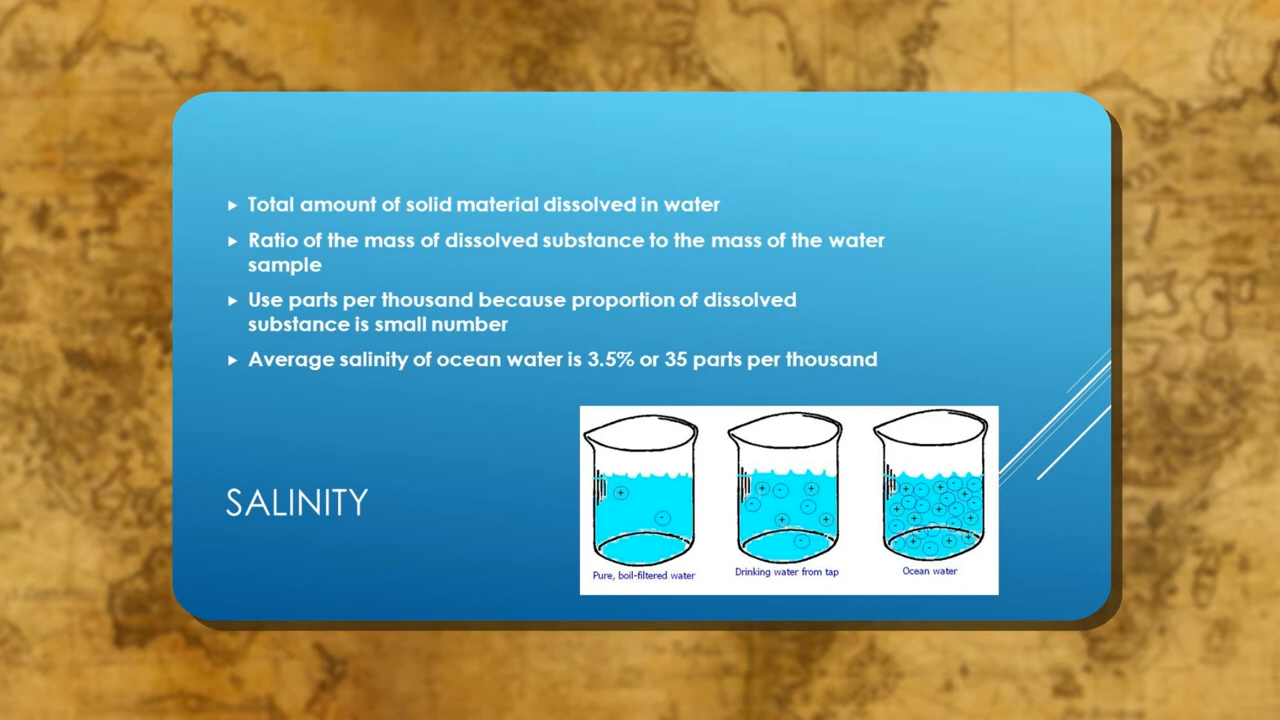 Total amount of solid material dissolved in water
Ratio of the mass of dissolved substance to the mass of the water
sample
Use parts per thousand because proportion of dissolved
substance is small number
Average salinity of ocean water is 3.5% or 35 parts per thousand
SALINITY
Pure, boil-filtered water
Drinking water from tap
Ocean water